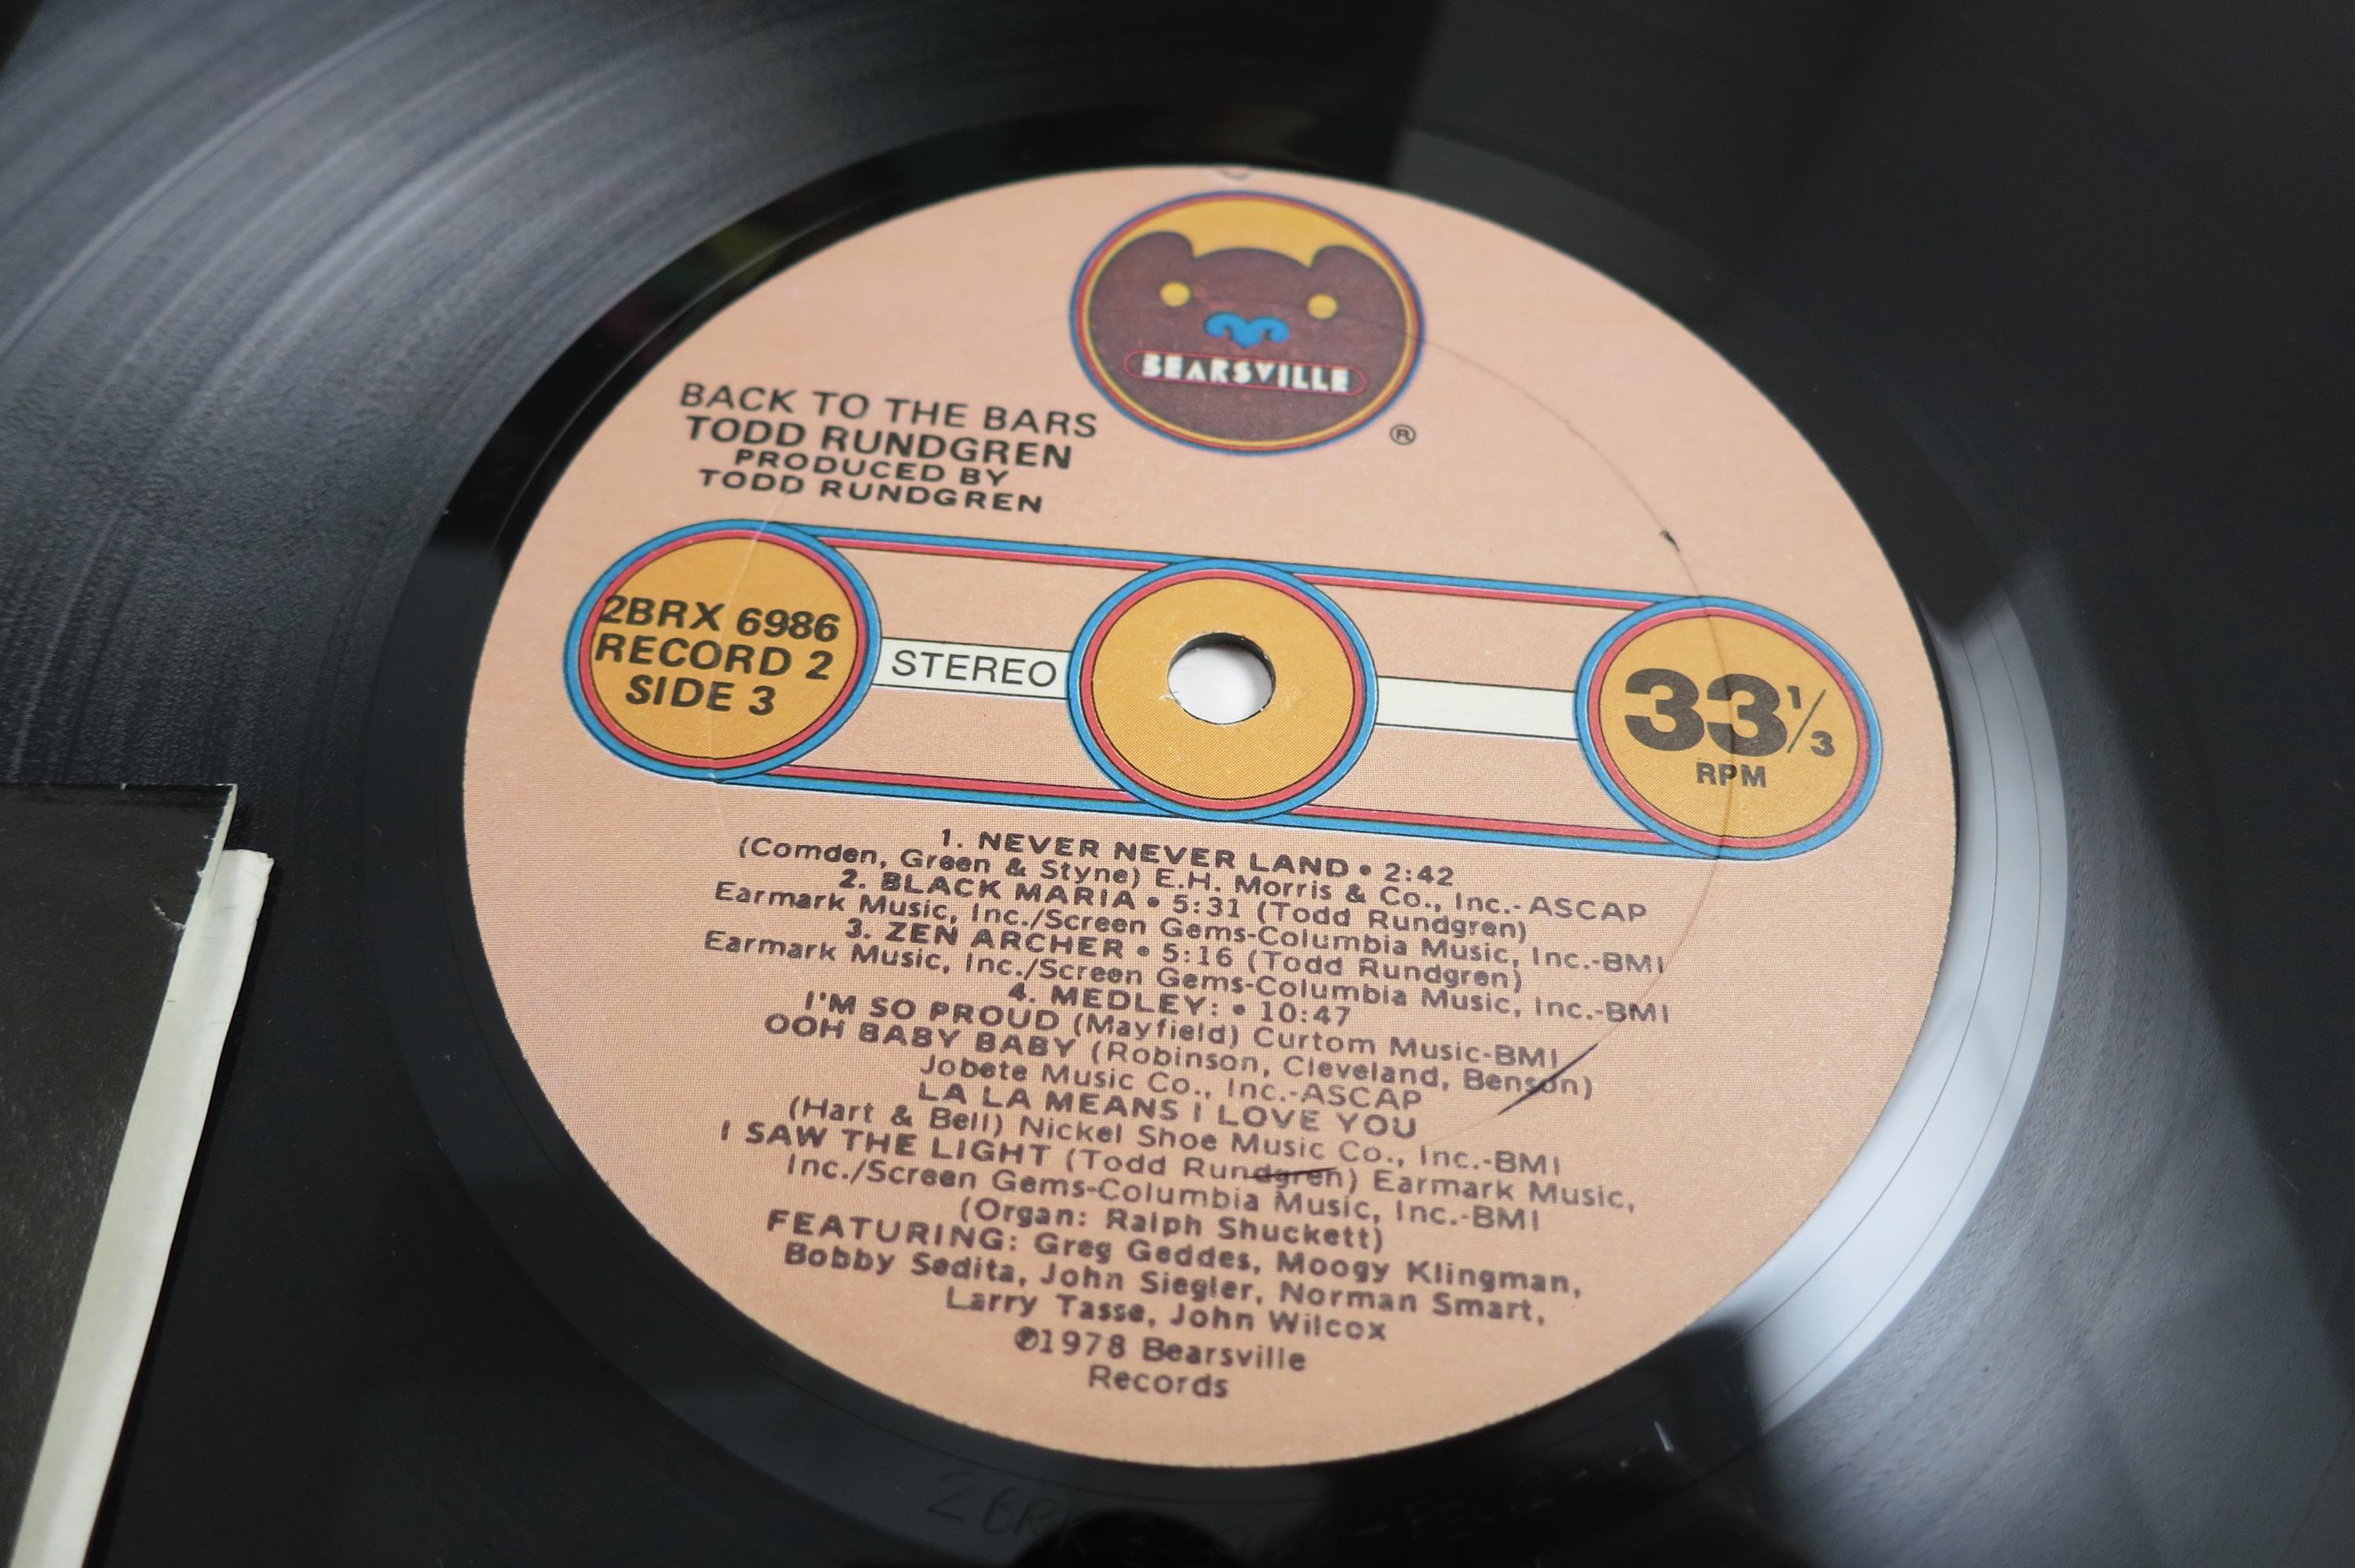 BEARSVILLE
®
BACK TO THE BARS
TODD RUNDGREN
PRODUCED BY
TODD RUNDGREN
2BRX 6986
RECORD 2
SIDE 3
STEREO
33 1/3
RPM
1. NEVER NEVER LAND • 2:42
(Comden, Green & Styne) E.H. Morris & Co., Inc.-ASCAP
2. BLACK MARIA • 5:31 (Todd Rundgren)
Earmark Music, Inc./Screen Gems-Columbia Music, Inc.-BMI
3. ZEN ARCHER • 5:16 (Todd Rundgren)
Earmark Music, Inc./Screen Gems-Columbia Music, Inc.-BMI
4. MEDLEY: • 10:47
I'M SO PROUD (Mayfield) Curtom Music-BMI
OOH BABY BABY (Robinson, Cleveland, Benson)
Jobete Music Co., Inc.-ASCAP
LA LA MEANS I LOVE YOU
(Hart & Bell) Nickel Shoe Music Co., Inc.-BMI
I SAW THE LIGHT (Todd Rundgren) Earmark Music,
Inc./Screen Gems-Columbia Music, Inc.-BMI
(Organ: Ralph Shuckett)
FEATURING: Greg Geddes, Moogy Klingman,
Bobby Sedita, John Siegler, Norman Smart,
Larry Tasse, John Wilcox
℗1978 Bearsville
Records